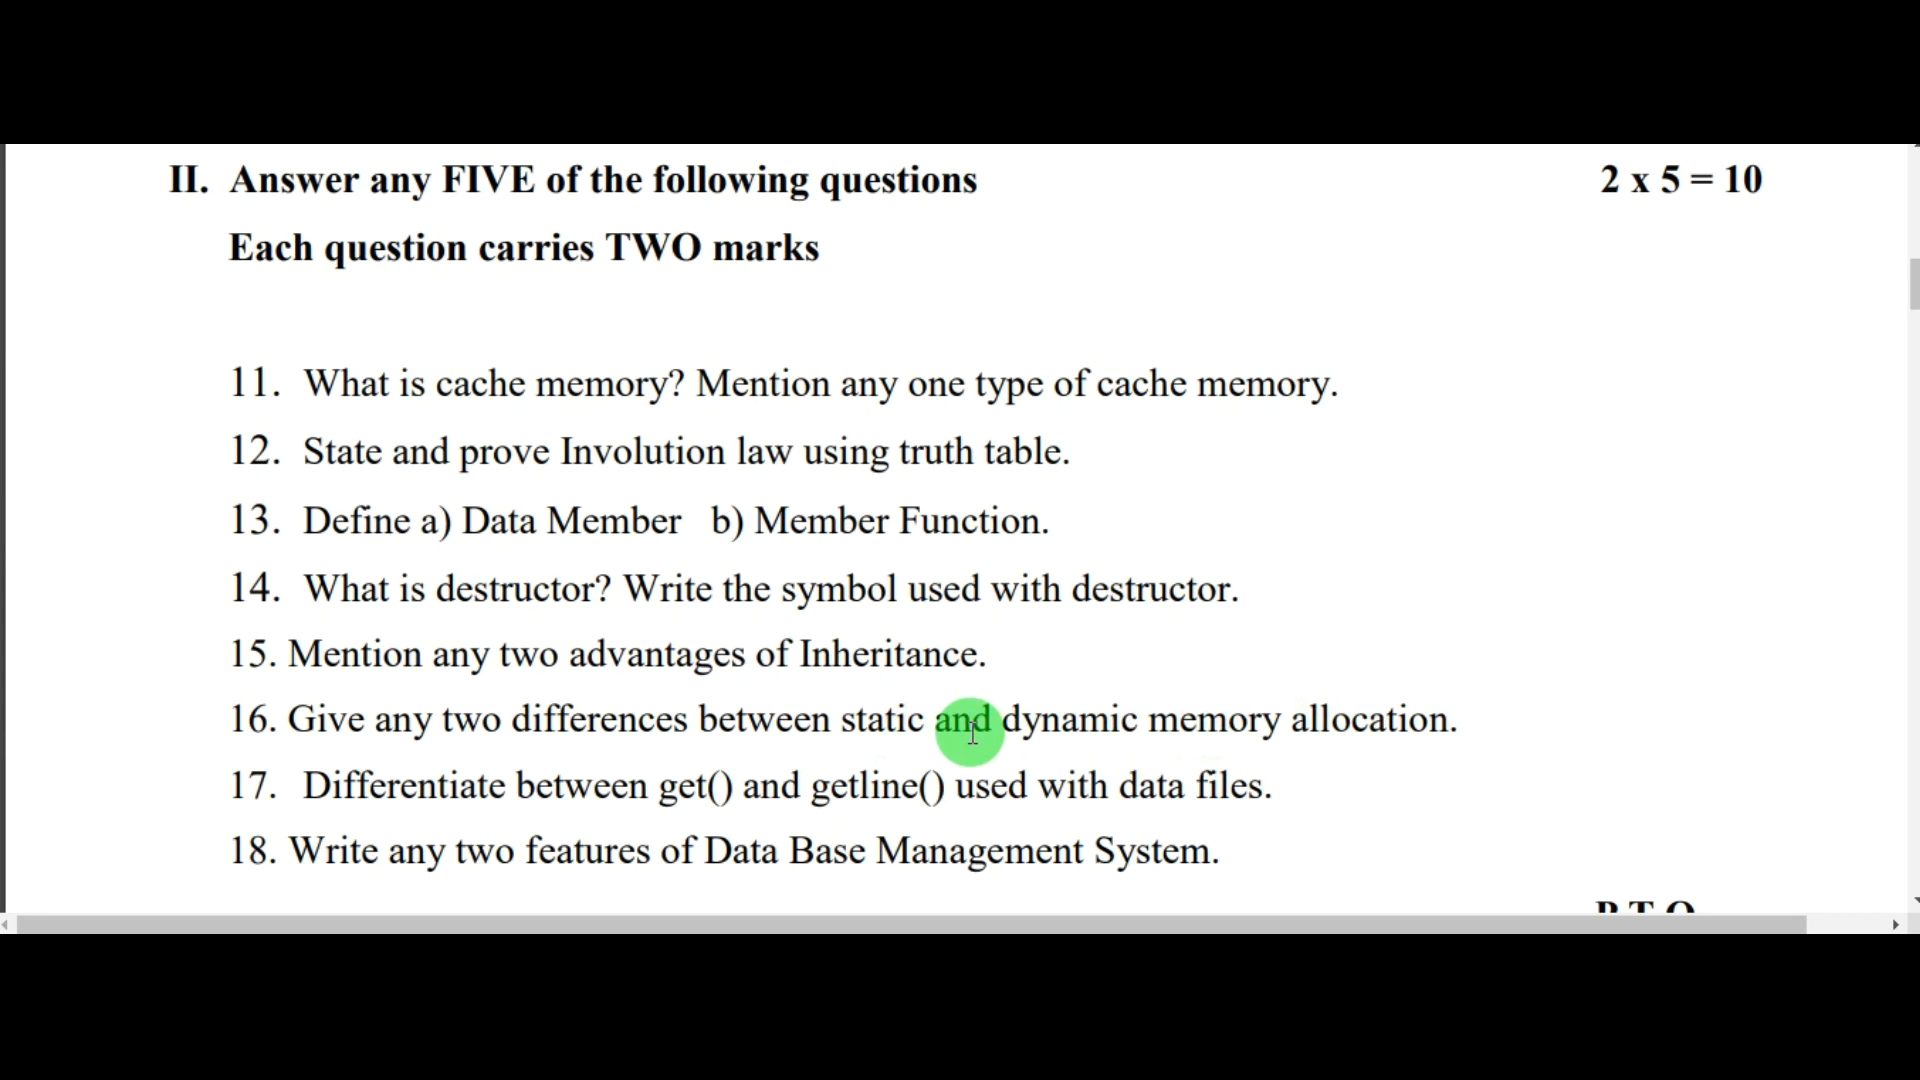 II. Answer any FIVE of the following questions 2 x 5 = 10
Each question carries TWO marks
11. What is cache memory? Mention any one type of cache memory.
12. State and prove Involution law using truth table.
13. Define a) Data Member b) Member Function.
14. What is destructor? Write the symbol used with destructor.
15. Mention any two advantages of Inheritance.
16. Give any two differences between static and dynamic memory allocation.
17. Differentiate between get() and getline() used with data files.
18. Write any two features of Data Base Management System.